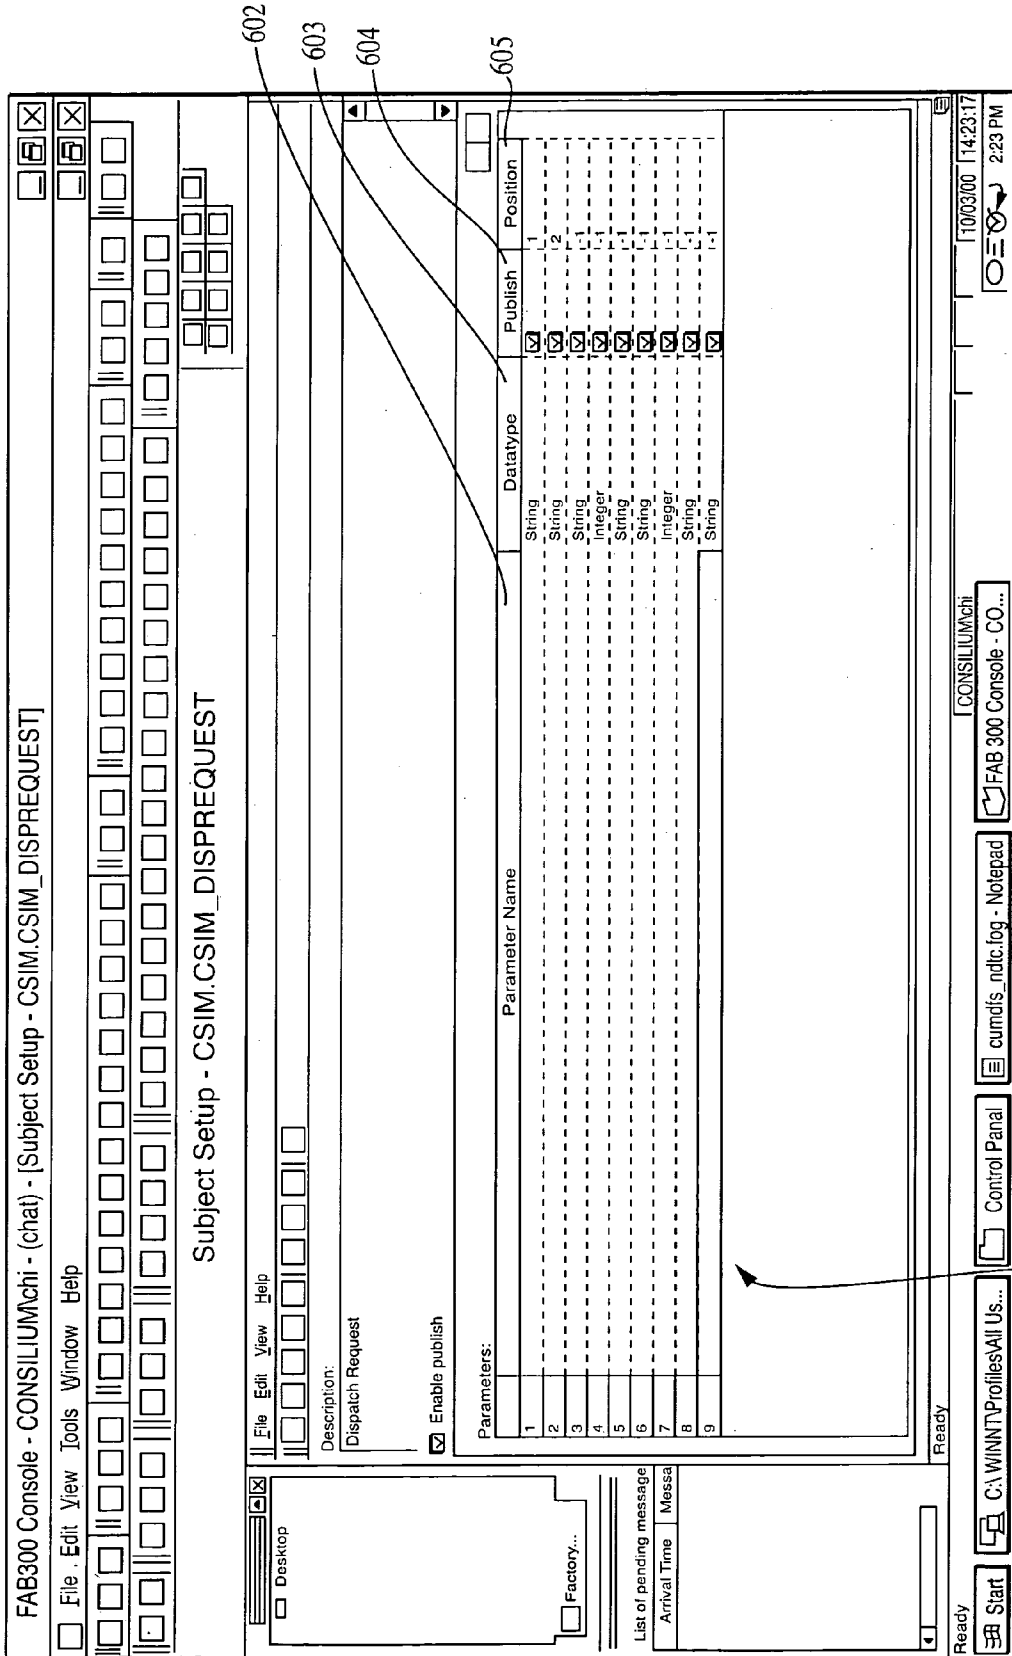 FAB300 Console - CONSILIUM\chi - (chat) - [Subject Setup - CSIM.CSIM_DISPREQUEST]
File . Edit View Tools Window Help
Subject Setup - CSIM.CSIM_DISPREQUEST
File Edit View Help
Description:
Dispatch Request
Enable publish
Parameters:
Parameter Name Datatype Publish Position
1 String 1
2 String 2
3 String -1
4 Integer -1
5 String -1
6 String -1
7 Integer -1
8 String -1
9 String -1
Ready
Desktop
Factory...
List of pending message
Arrival Time Messa
602
603
604
605
Ready
CONSILIUM\chi
10/03/00 14:23:17
Start
C:\ WINNT\Profiles\All Us...
Control Panal
cumdfs_ndtc.fog - Notepad
FAB 300 Console - CO...
2:23 PM